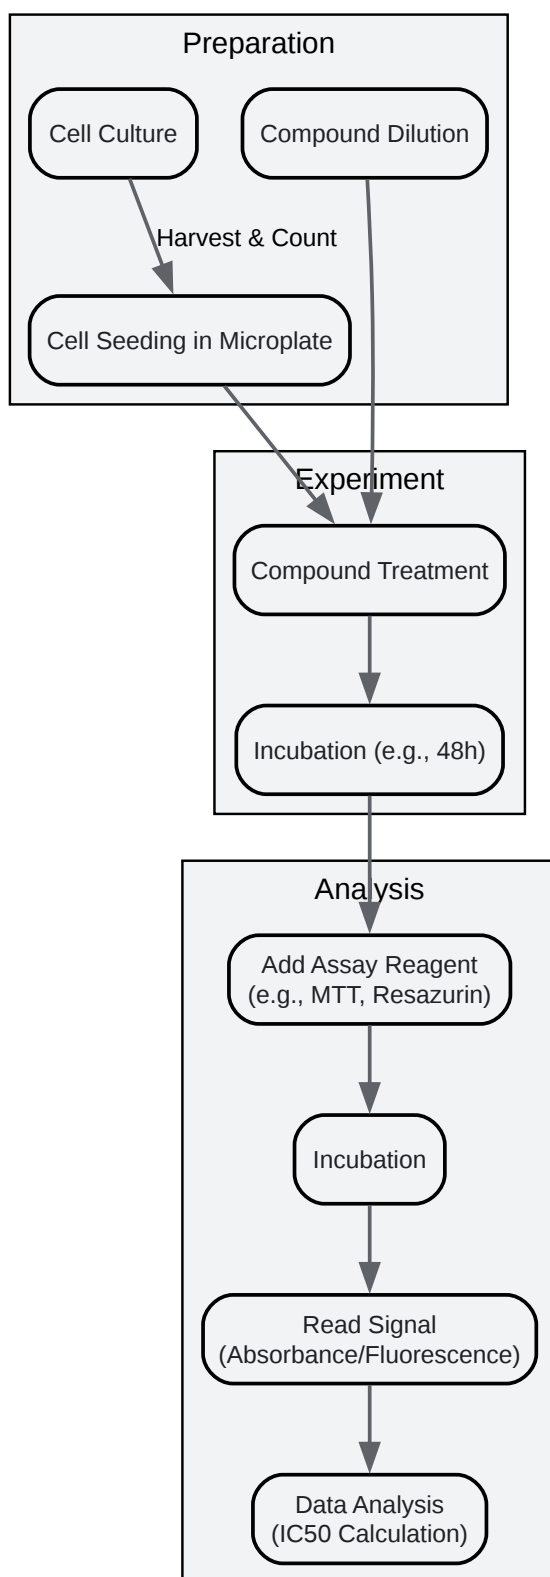 Preparation
Cell Culture
Compound Dilution
Harvest & Count
Cell Seeding in Microplate
Experiment
Compound Treatment
Incubation (e.g., 48h)
Analysis
Add Assay Reagent
(e.g., MTT, Resazurin)
Incubation
Read Signal
(Absorbance/Fluorescence)
Data Analysis
(IC50 Calculation)